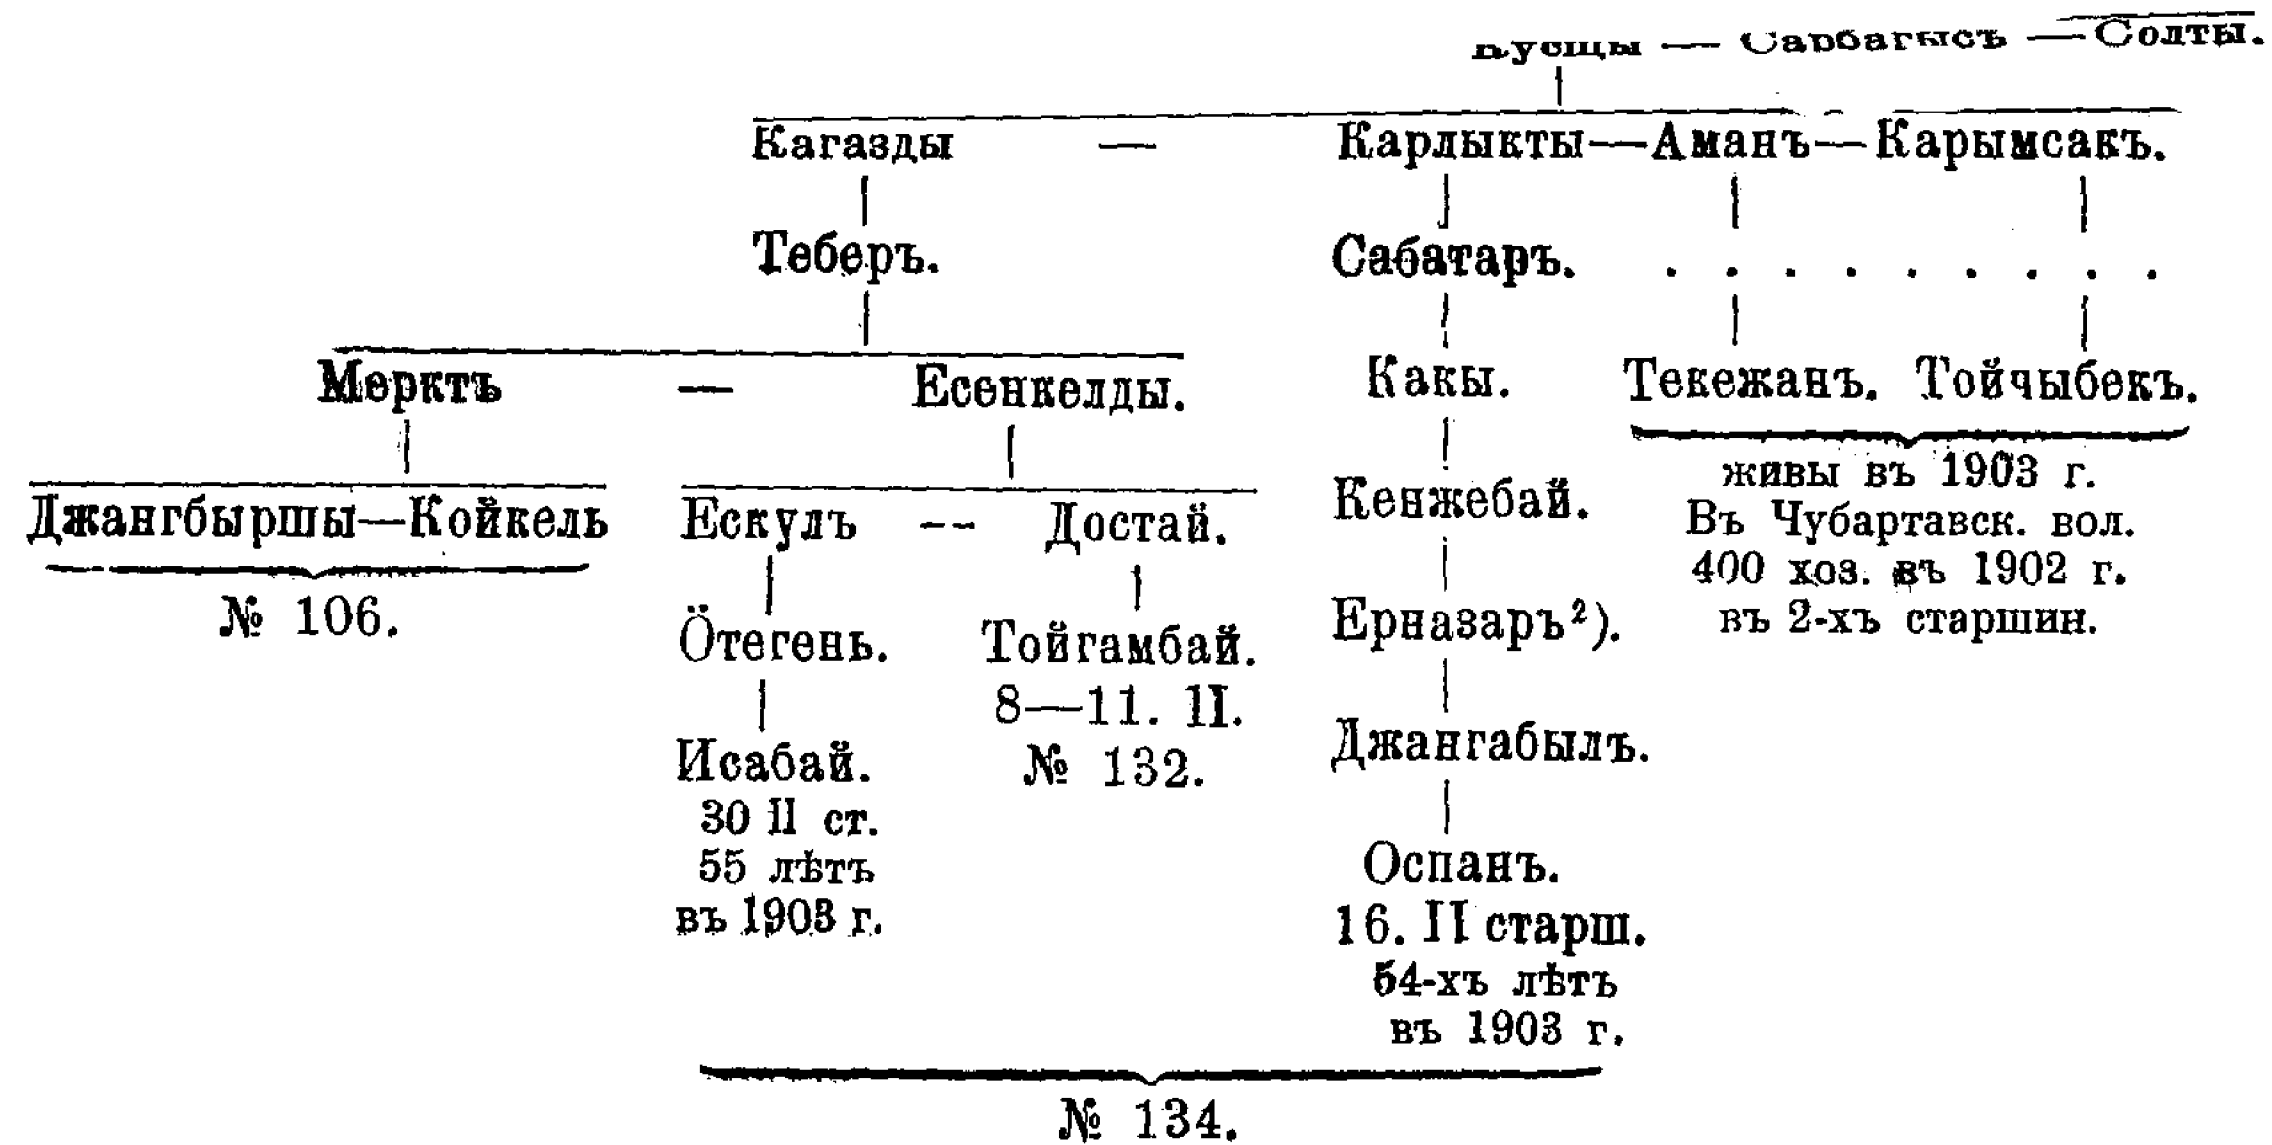 — Сарбагысъ — Солты.
Кагазды — Карлыкты — Аманъ — Карымсакъ.
Теберъ. Сабатаръ. . . . . . . . . .
Мерктъ — Есенкелды. Какы. Текежанъ. Тойчыбекъ.
Джангбыршы — Койкель Ескулъ — Достай. Кенжебай. живы въ 1903 г.
Въ Чубартавск. вол.
400 хоз. въ 1902 г.
въ 2-хъ старшин.
№ 106. Öтегень. Тойгамбай. Ерназаръ²).
8—11. II.
Исабай. № 132. Джангабылъ.
30 II ст.
55 лѣтъ Оспанъ.
въ 1903 г. 16. II старш.
54-хъ лѣтъ
въ 1903 г.
№ 134.